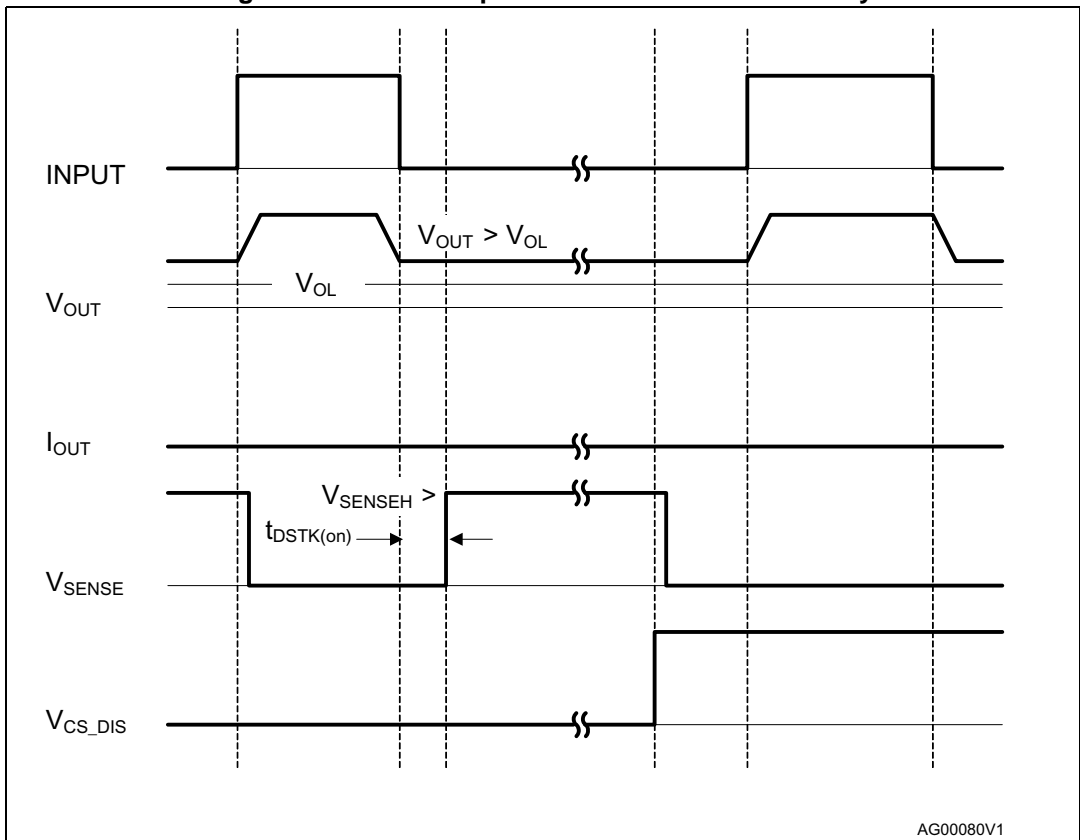 INPUT
V_OUT > V_OL
V_OL
V_OUT
I_OUT
V_SENSEH >
t_DSTK(on)
V_SENSE
V_CS_DIS
AG00080V1